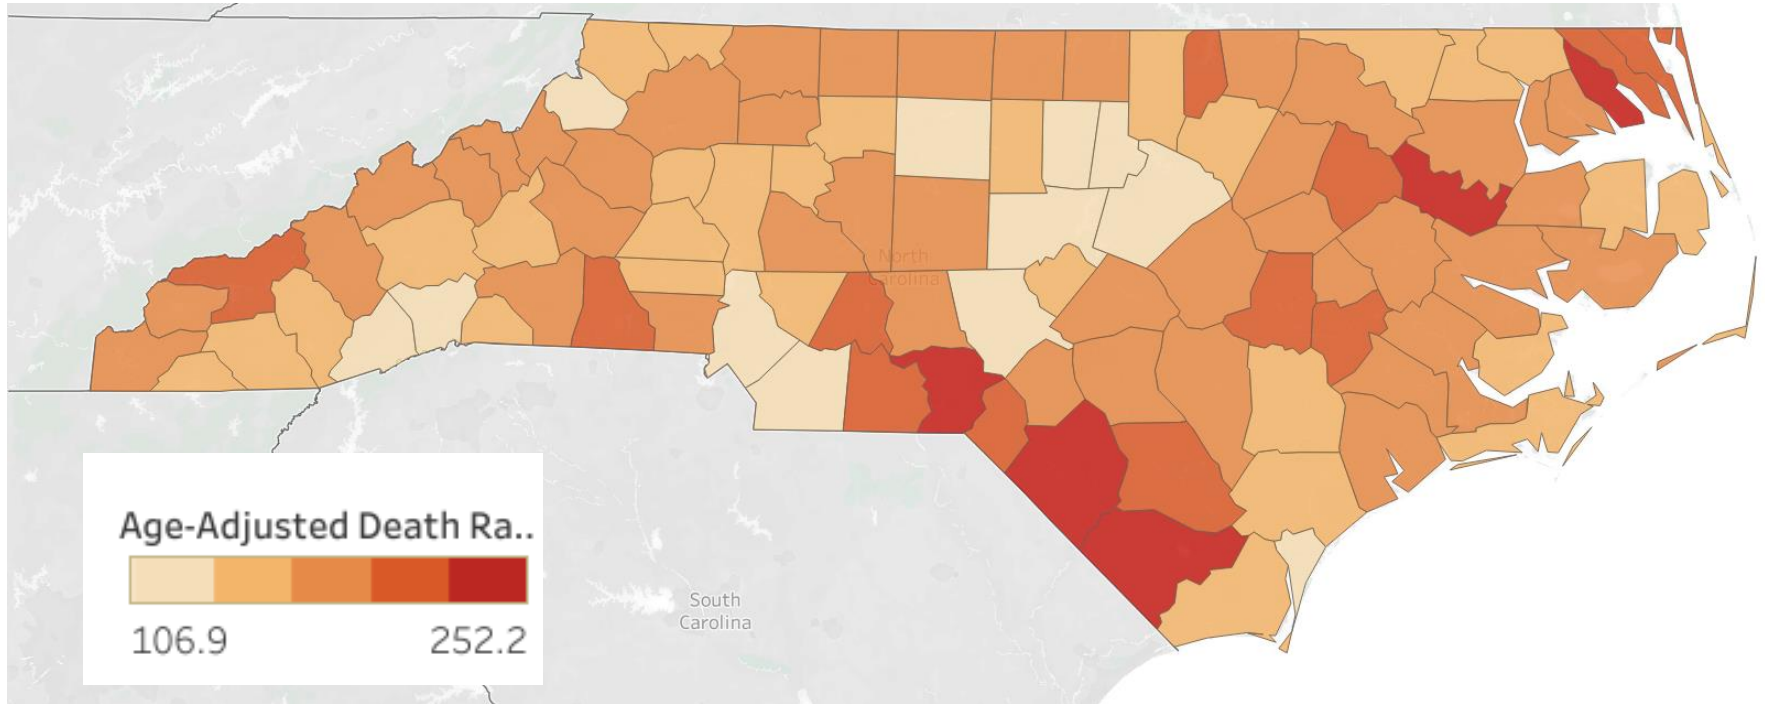 North
Carolina
Age-Adjusted Death Ra..
106.9 252.2
South
Carolina